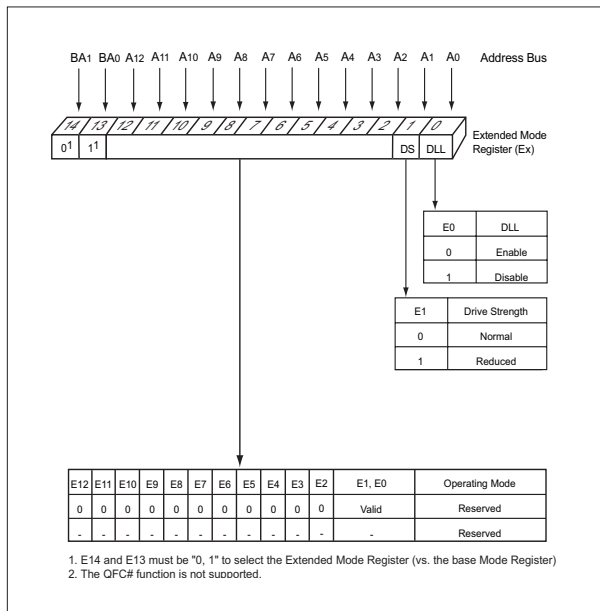 BA1 BA0 A12 A11 A10 A9 A8 A7 A6 A5 A4 A3 A2 A1 A0 Address Bus
14 13 12 11 10 9 8 7 6 5 4 3 2 1 0
Extended Mode
Register (Ex)
0¹ 1¹ DS DLL
E0 DLL
0 Enable
1 Disable
E1 Drive Strength
0 Normal
1 Reduced
E12 E11 E10 E9 E8 E7 E6 E5 E4 E3 E2 E1, E0 Operating Mode
0 0 0 0 0 0 0 0 0 0 0 Valid Reserved
- - - - - - - - - - - - Reserved
1. E14 and E13 must be "0, 1" to select the Extended Mode Register (vs. the base Mode Register)
2. The QFC# function is not supported.